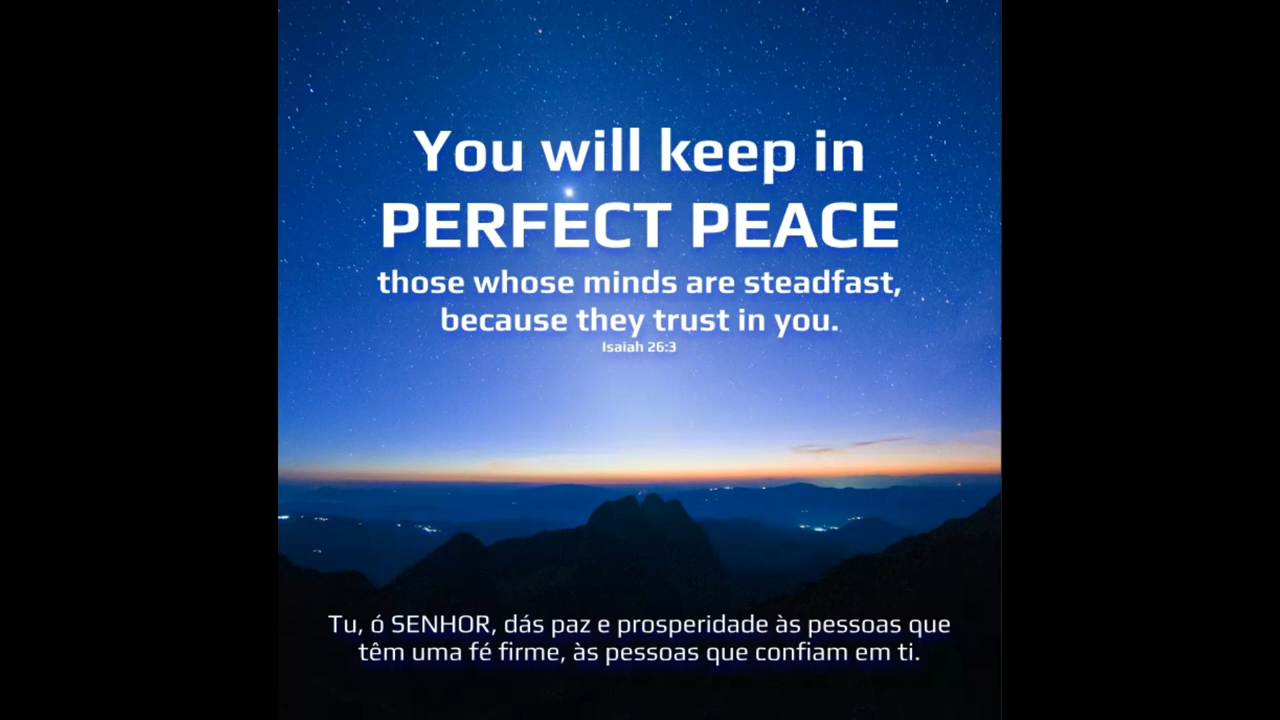 You will keep in
PERFECT PEACE
those whose minds are steadfast,
because they trust in you.
Isaiah 26:3
Tu, ó SENHOR, dás paz e prosperidade às pessoas que
têm uma fé firme, às pessoas que confiam em ti.